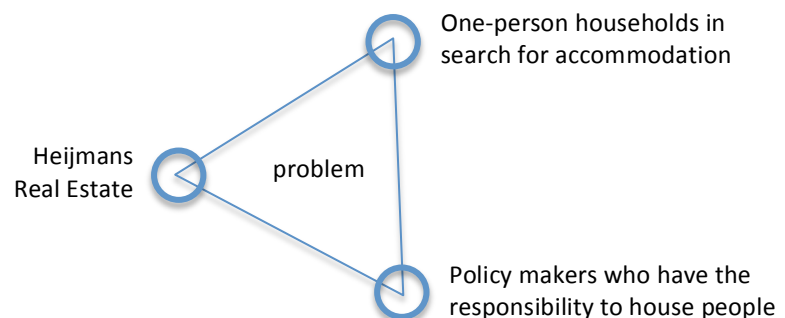 One-person households in
search for accommodation
Heijmans
Real Estate
problem
Policy makers who have the
responsibility to house people